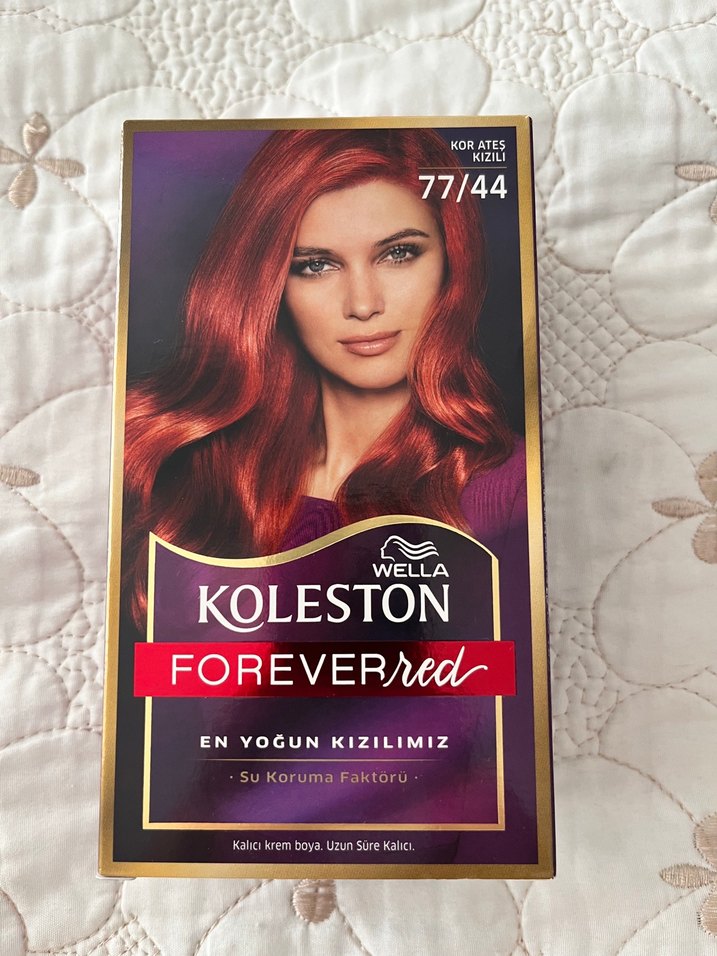 KOR ATEŞ
KIZILI
77/44
WELLA
KOLESTON
FOREVERred
EN YOĞUN KIZILIMIZ
· Su Koruma Faktörü ·
Kalıcı krem boya. Uzun Süre Kalıcı.